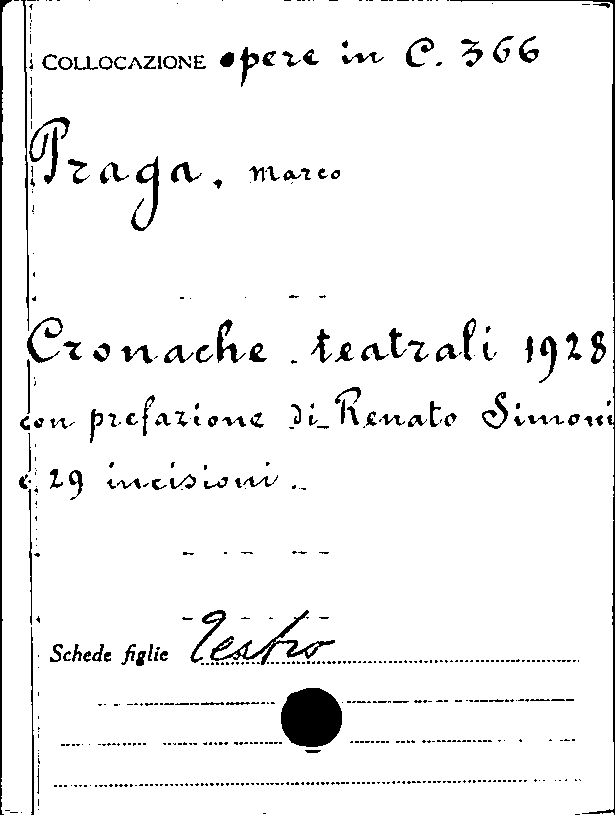 COLLOCAZIONE opere in C. 366
Praga, Marco
Cronache teatrali 1928
con prefazione di Renato Simoni
e 29 incisioni.
Schede figlie Teatro